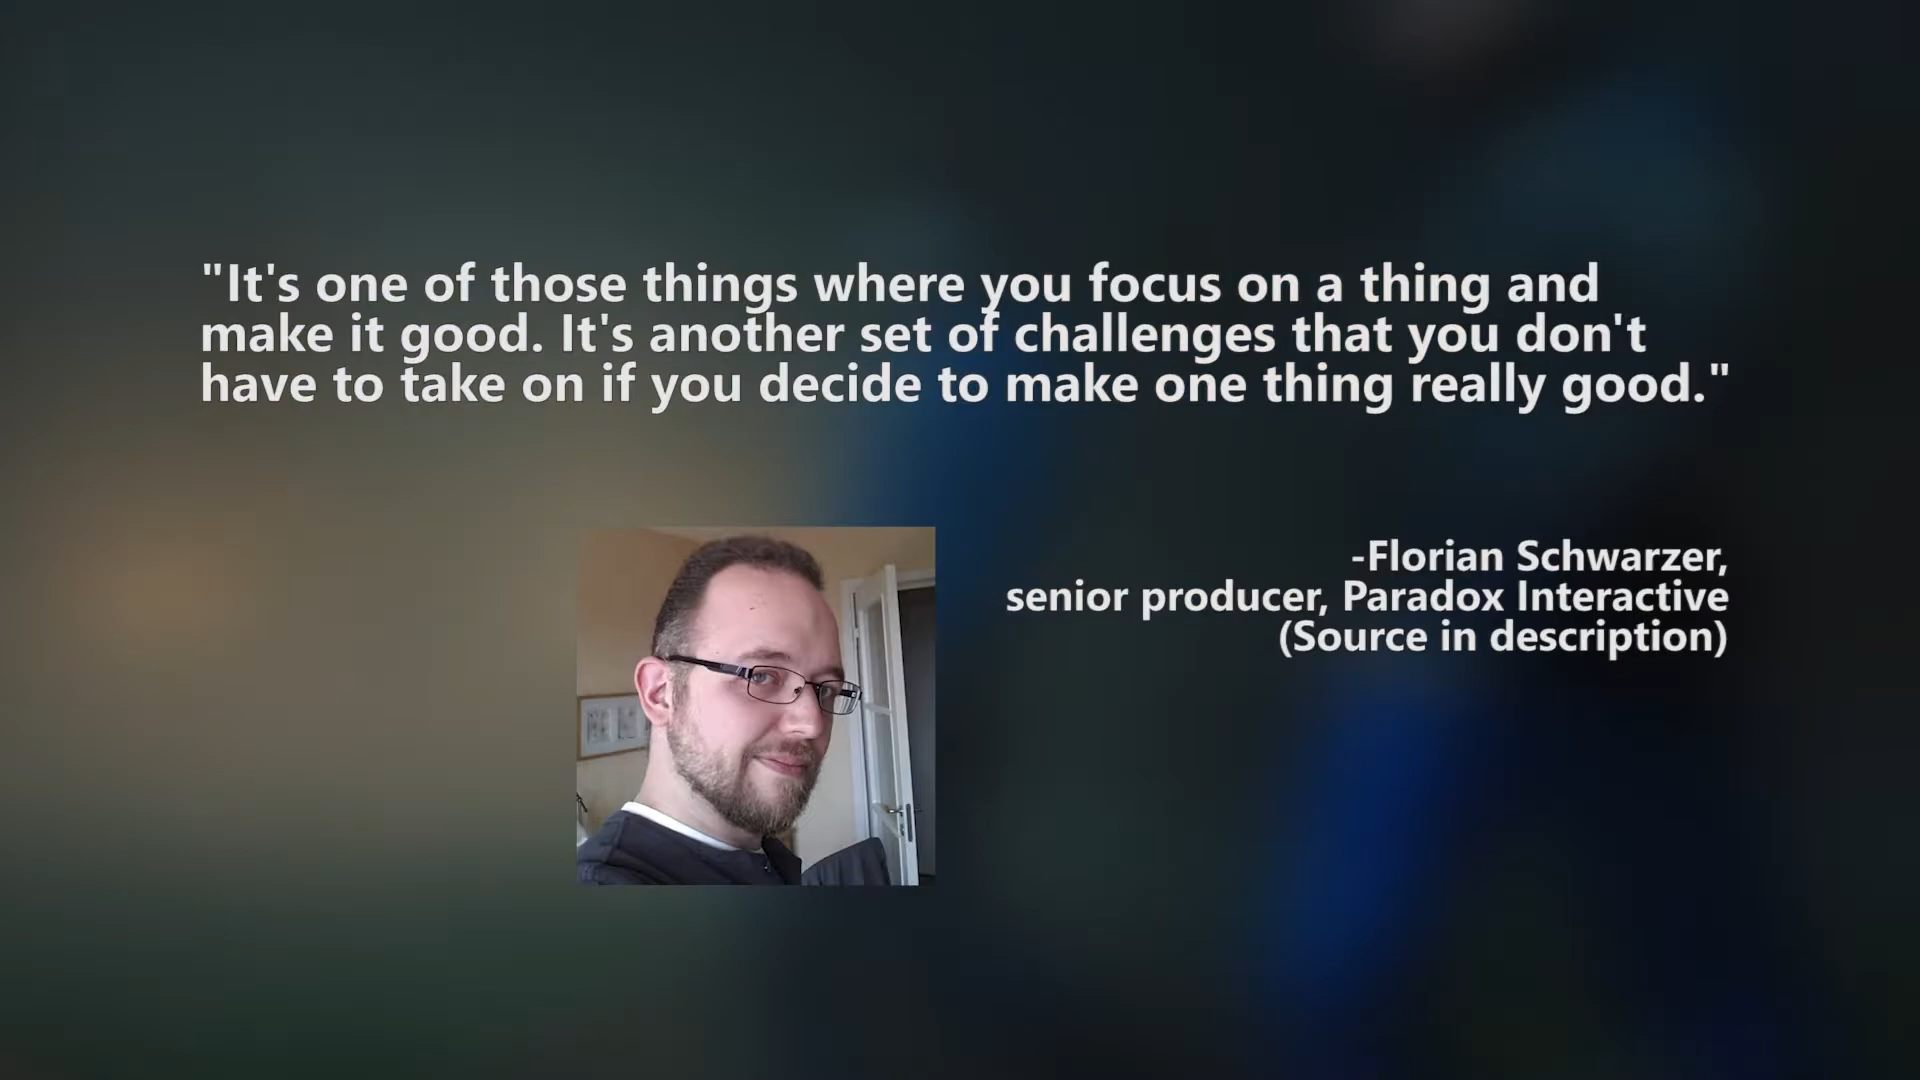 "It's one of those things where you focus on a thing and
make it good. It's another set of challenges that you don't
have to take on if you decide to make one thing really good."
-Florian Schwarzer,
senior producer, Paradox Interactive
(Source in description)